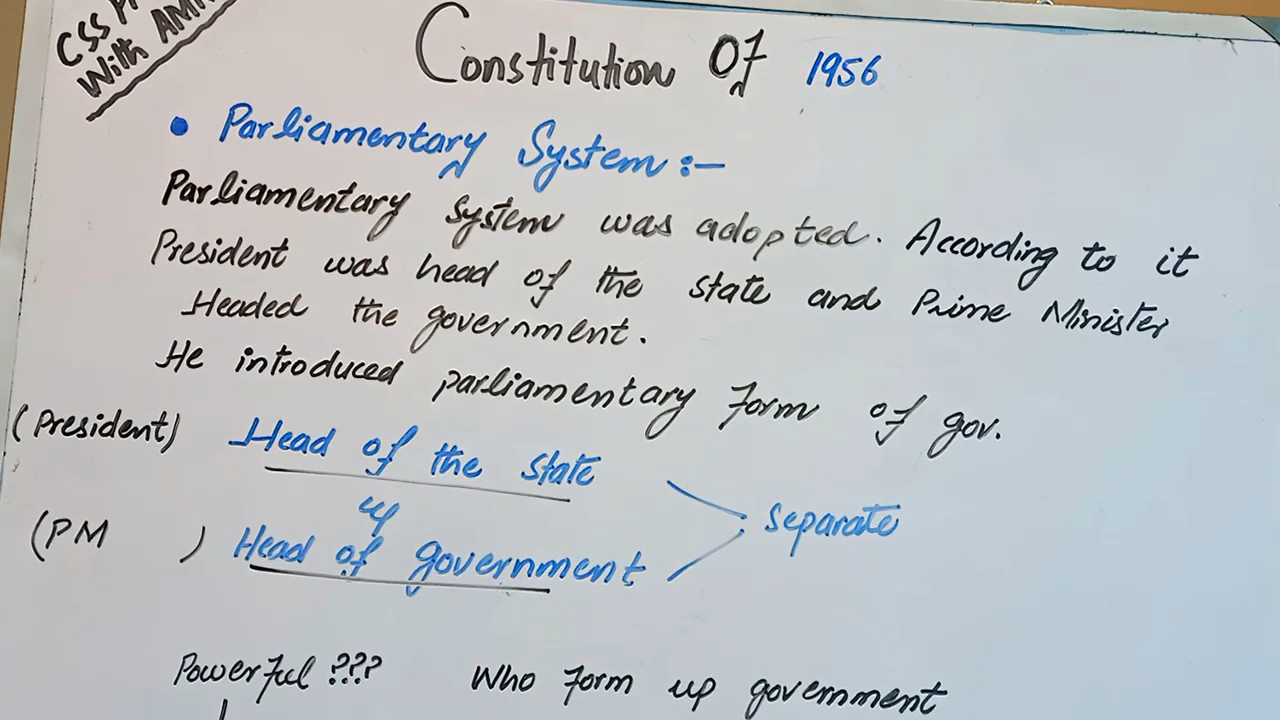 CSS
With
Constitution Of 1956
• Parliamentary System:-
Parliamentary system was adopted. According to it
President was head of the state and Prime Minister
Headed the government.
He introduced parliamentary form of gov.
(President) Head of the state
(PM ) Head of government
separate
Powerful ??? Who form up government